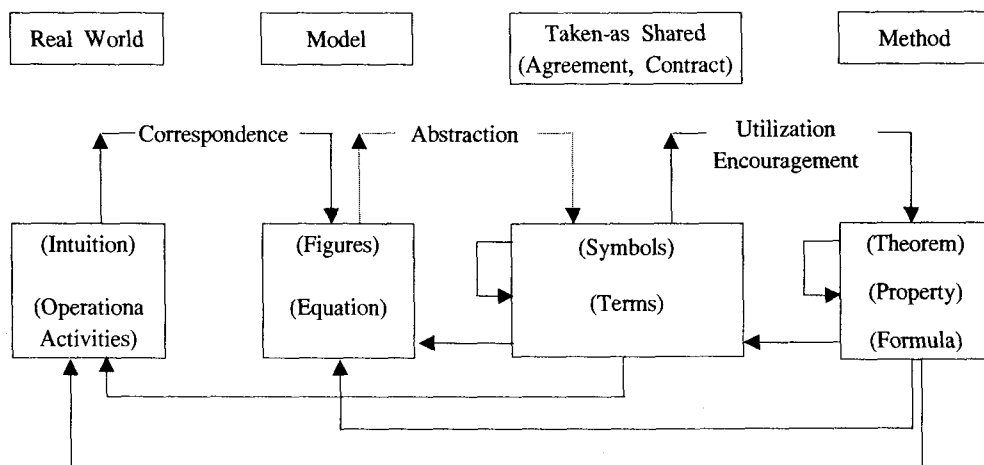 Real World
Model
Taken-as Shared
(Agreement, Contract)
Method
Correspondence
Abstraction
Utilization
Encouragement
(Intuition)
(Operationa
Activities)
(Figures)
(Equation)
(Symbols)
(Terms)
(Theorem)
(Property)
(Formula)